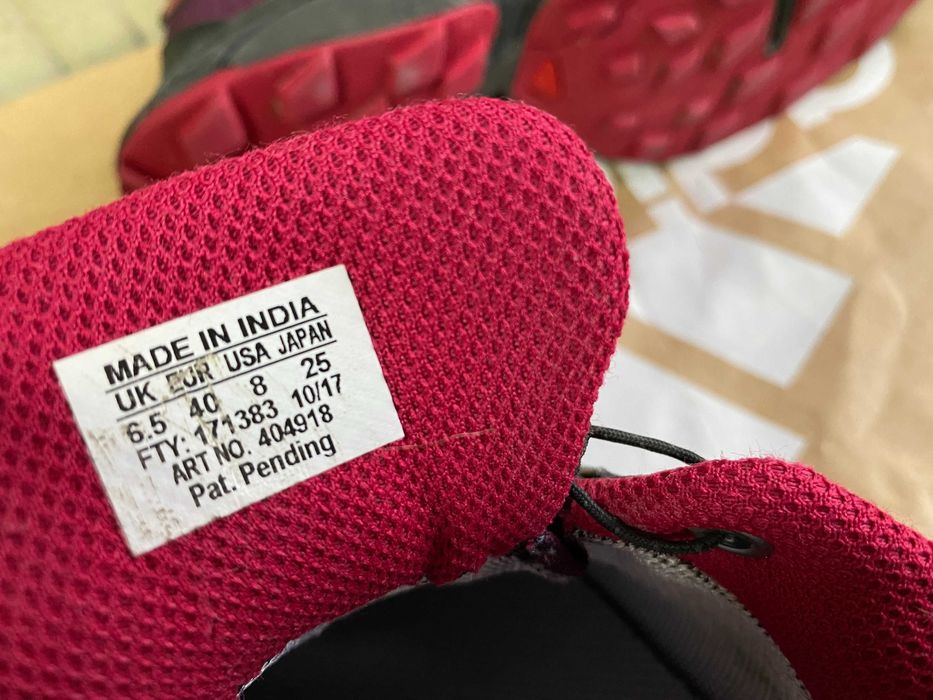 MADE IN INDIA
UK EUR USA JAPAN
6.5 40 8 25
FTY: 171383 10/17
ART NO. 404918
Pat. Pending